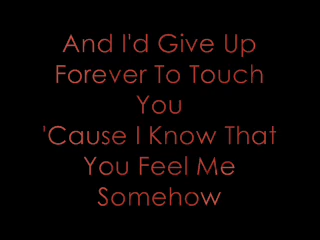 And I'd Give Up
Forever To Touch
You
'Cause I Know That
You Feel Me
Somehow